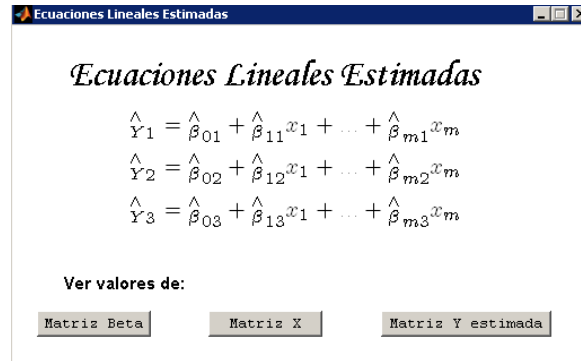 Ecuaciones Lineales Estimadas
Ecuaciones Lineales Estimadas
Ŷ₁ = β̂₀₁ + β̂₁₁x₁ + ... + β̂ₘ₁xₘ
Ŷ₂ = β̂₀₂ + β̂₁₂x₁ + ... + β̂ₘ₂xₘ
Ŷ₃ = β̂₀₃ + β̂₁₃x₁ + ... + β̂ₘ₃xₘ
Ver valores de:
Matriz Beta Matriz X Matriz Y estimada